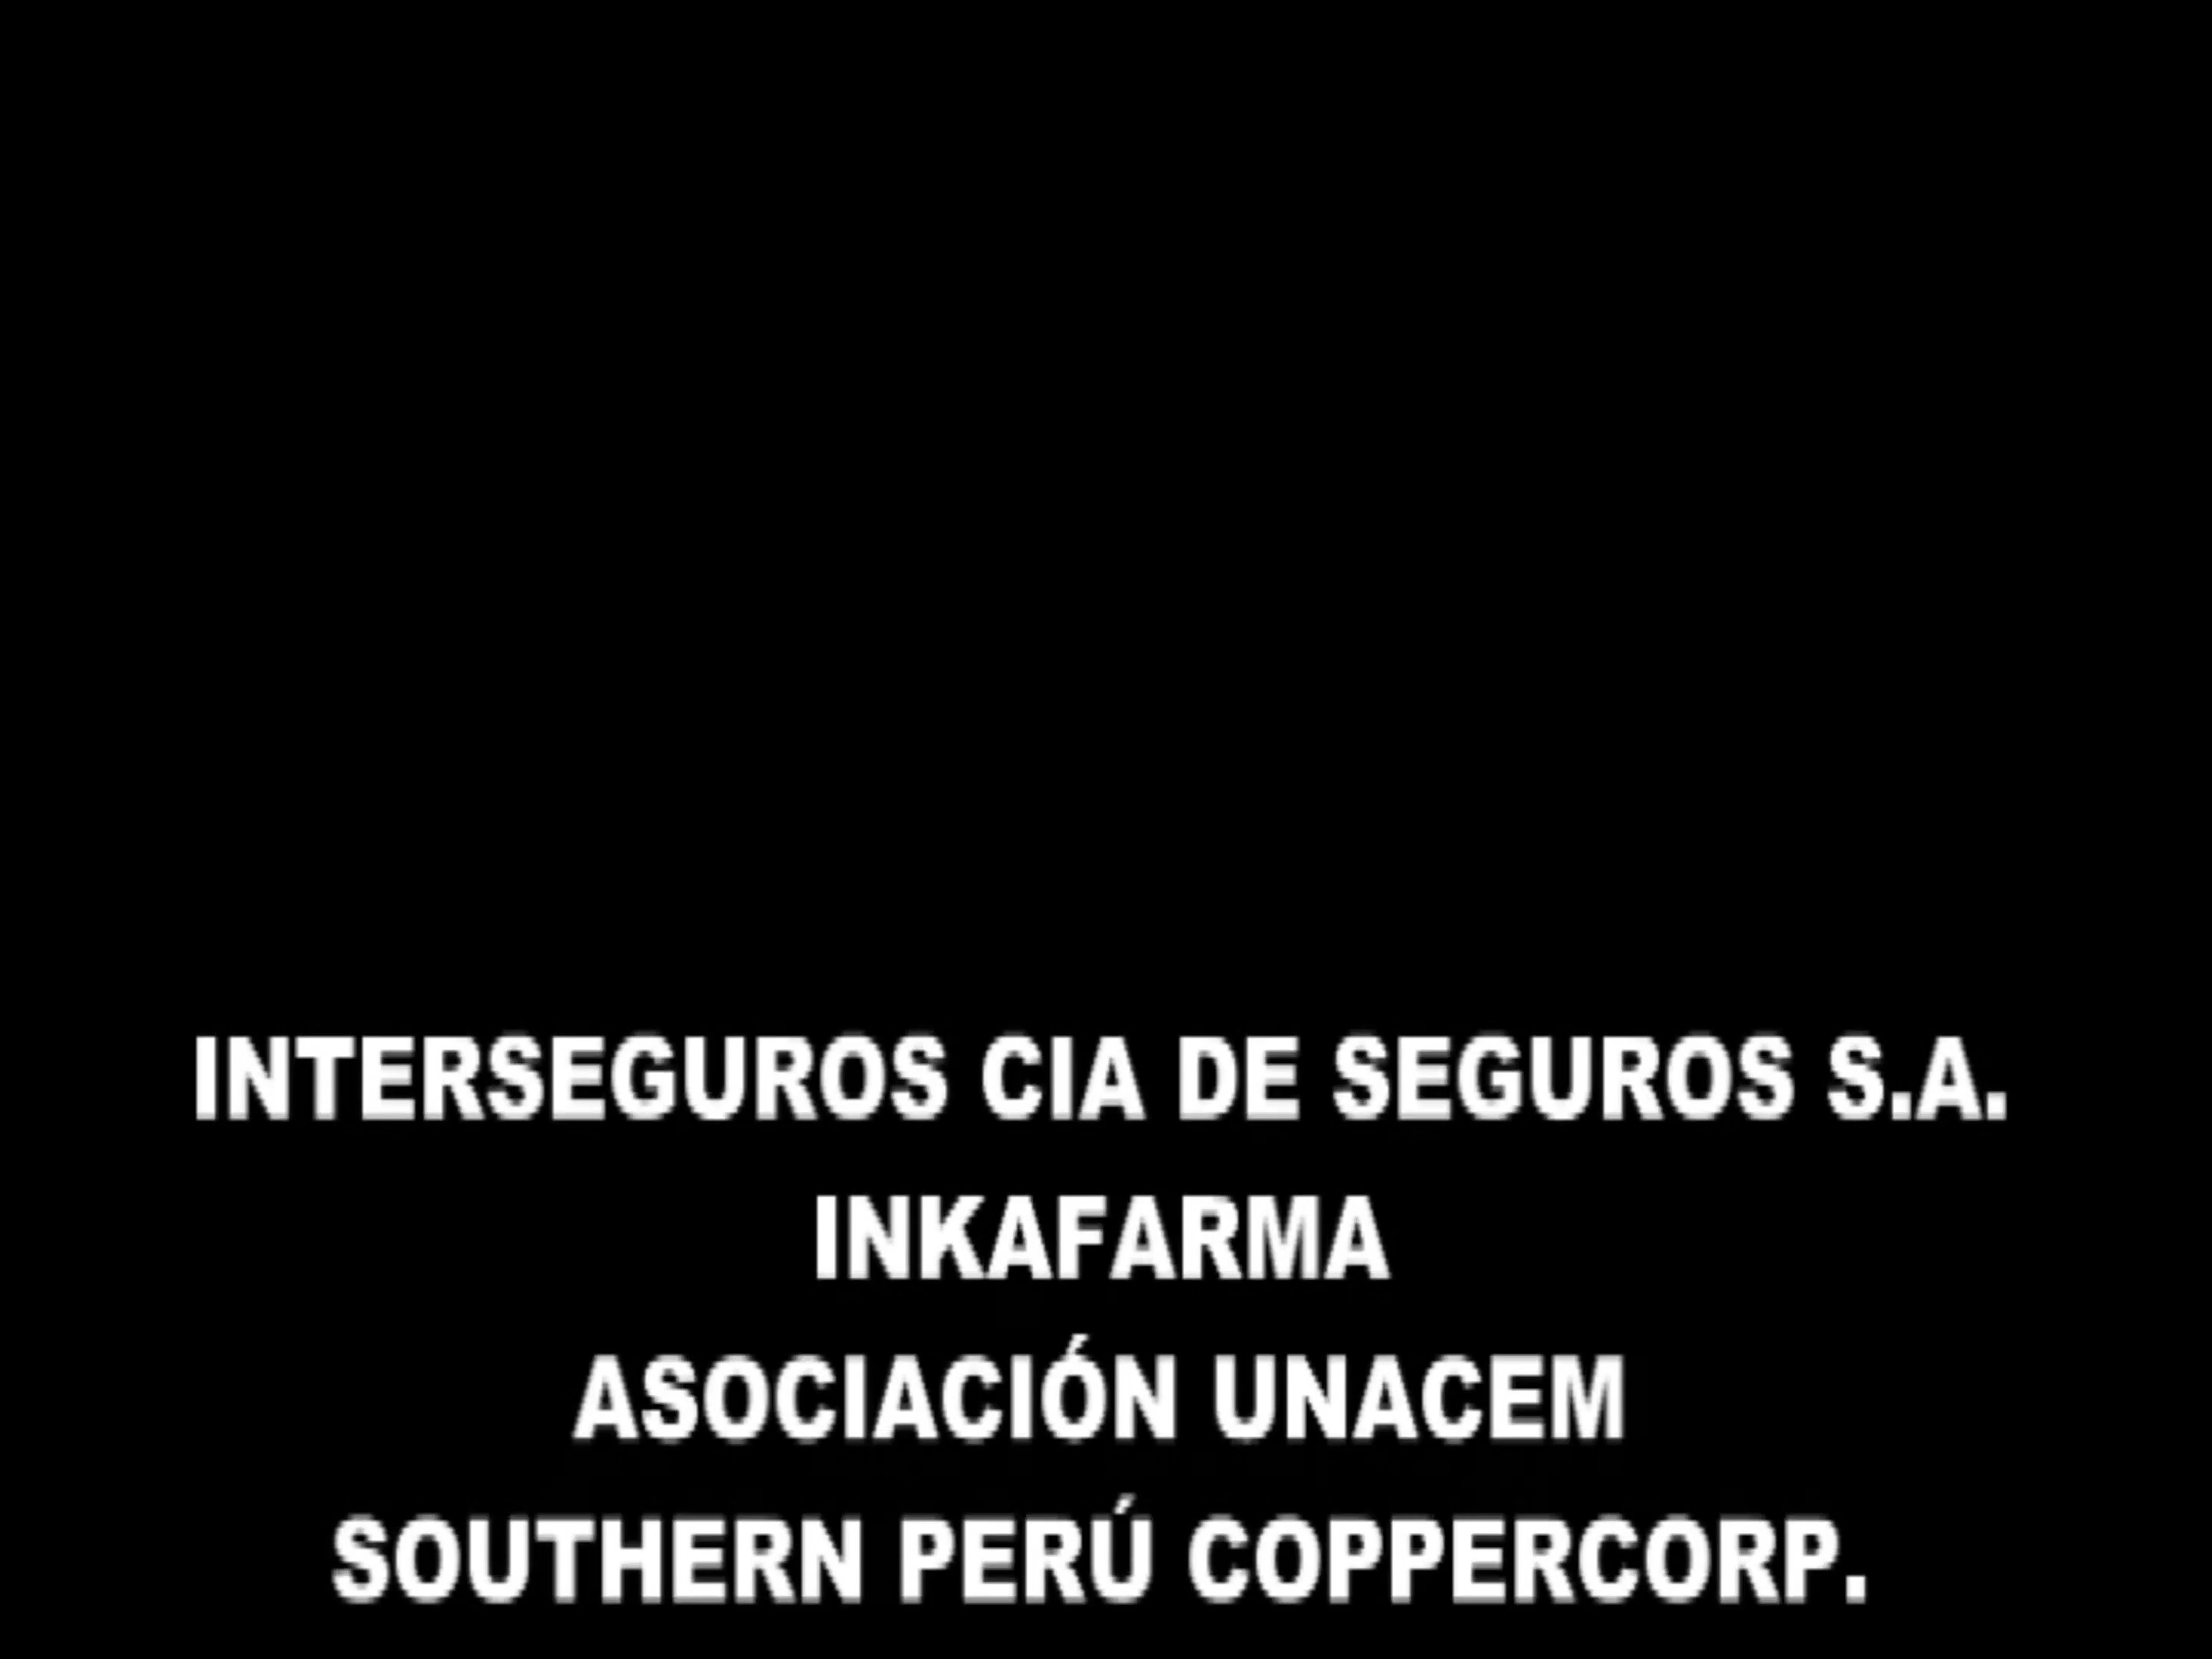 INTERSEGUROS CIA DE SEGUROS S.A.
INKAFARMA
ASOCIACIÓN UNACEM
SOUTHERN PERÚ COPPERCORP.